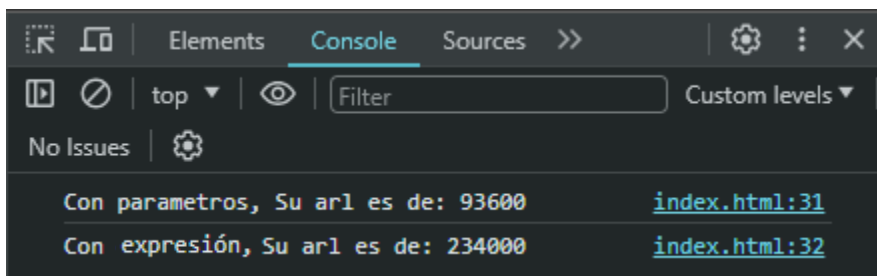 Elements Console Sources
top Filter Custom levels
No Issues
Con parametros, Su arl es de: 93600 index.html:31
Con expresión, Su arl es de: 234000 index.html:32